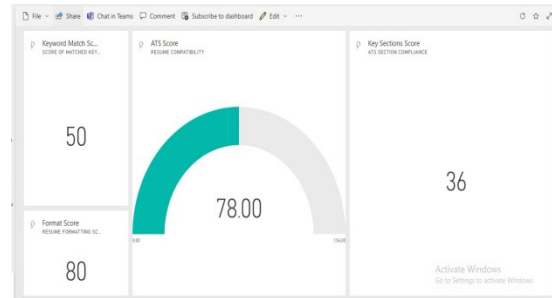 File Share Chat in Teams Comment Subscribe to dashboard Edit ...
Keyword Match Sc...
SCORE OF MATCHED KEY...
50
Format Score
RESUME FORMATTING SC...
80
ATS Score
RESUME COMPATIBILITY
78.00
0.00
156.00
Key Sections Score
ATS SECTION COMPLIANCE
36
Activate Windows
Go to Settings to activate Windows.